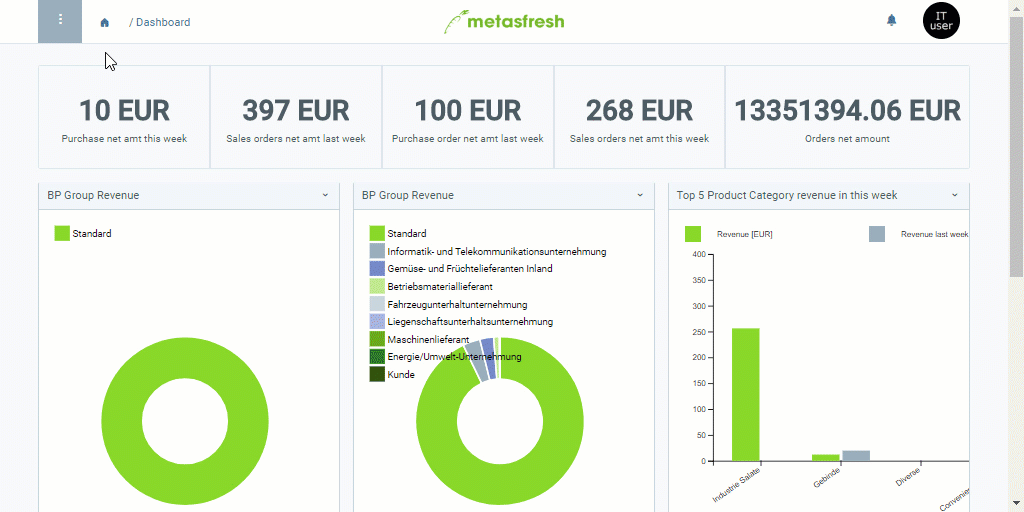 / Dashboard
metasfresh
IT
user
10 EUR
Purchase net amt this week
397 EUR
Sales orders net amt last week
100 EUR
Purchase order net amt last week
268 EUR
Sales orders net amt this week
13351394.06 EUR
Orders net amount
BP Group Revenue
Standard
BP Group Revenue
Standard
Informatik- und Telekommunikationsunternehmung
Gemüse- und Früchtelieferanten Inland
Betriebsmateriallieferant
Fahrzeugunterhaltunternehmung
Liegenschaftsunterhaltsunternehmung
Maschinenlieferant
Energie/Umwelt-Unternehmung
Kunde
Top 5 Product Category revenue in this week
Revenue [EUR]
Revenue last week
400
350
300
250
200
150
100
50
0
Industrie Salate
Gebinde
Diverse
Convenie